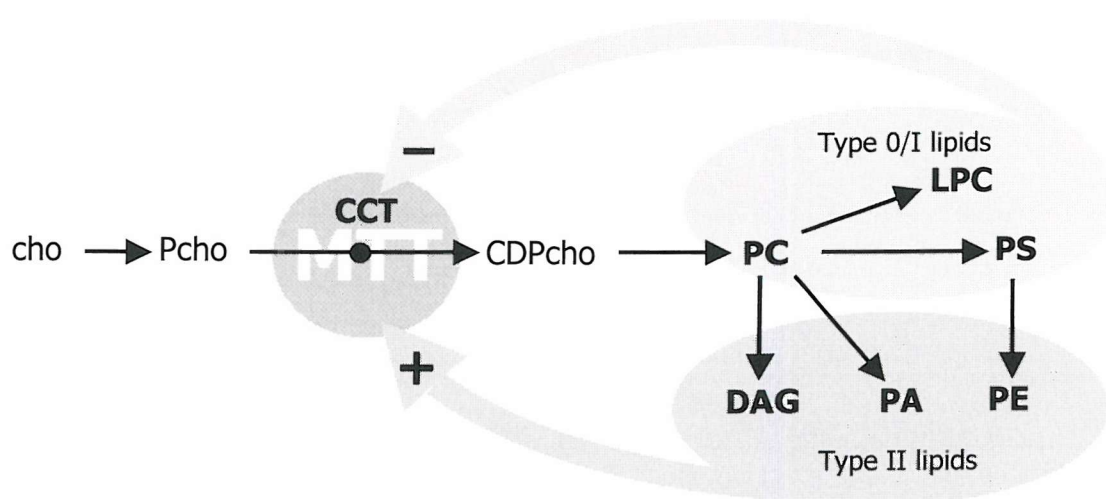 Type 0/I lipids
LPC
−
CCT
MTT
cho
Pcho
CDPcho
PC
PS
+
DAG
PA
PE
Type II lipids